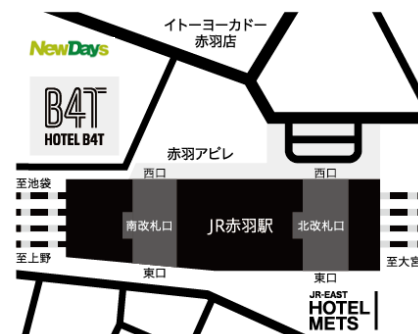 イトーヨーカドー
赤羽店
NewDays
B4T
HOTEL B4T
赤羽アビレ
西口
西口
至池袋
南改札口
JR赤羽駅
北改札口
至上野
至大宮
東口
東口
JR-EAST
HOTEL
METS